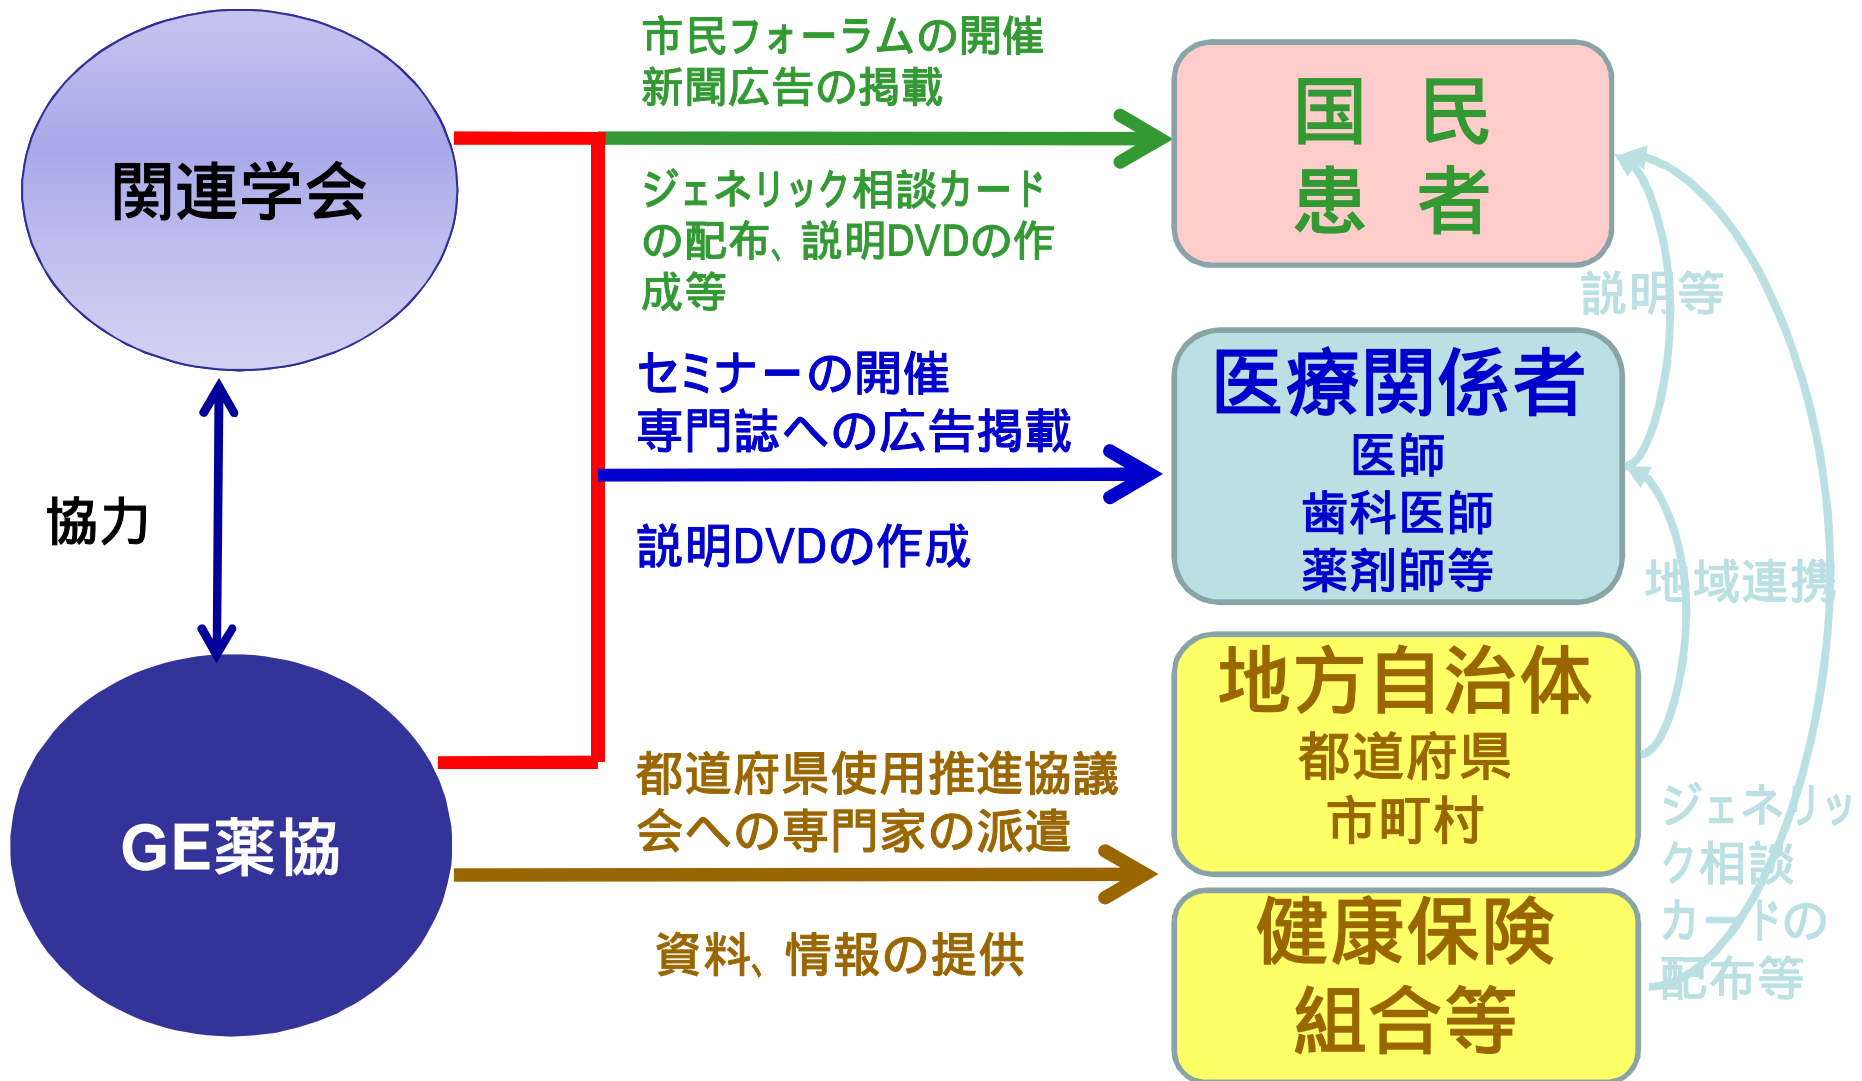 関連学会
協力
GE薬協
市民フォーラムの開催
新聞広告の掲載
ジェネリック相談カード
の配布、説明DVDの作
成等
セミナーの開催
専門誌への広告掲載
説明DVDの作成
都道府県使用推進協議
会への専門家の派遣
資料、情報の提供
国 民
患 者
医療関係者
医師
歯科医師
薬剤師等
地方自治体
都道府県
市町村
健康保険
組合等
説明等
地域連携
ジェネリッ
ク相談
カードの
配布等